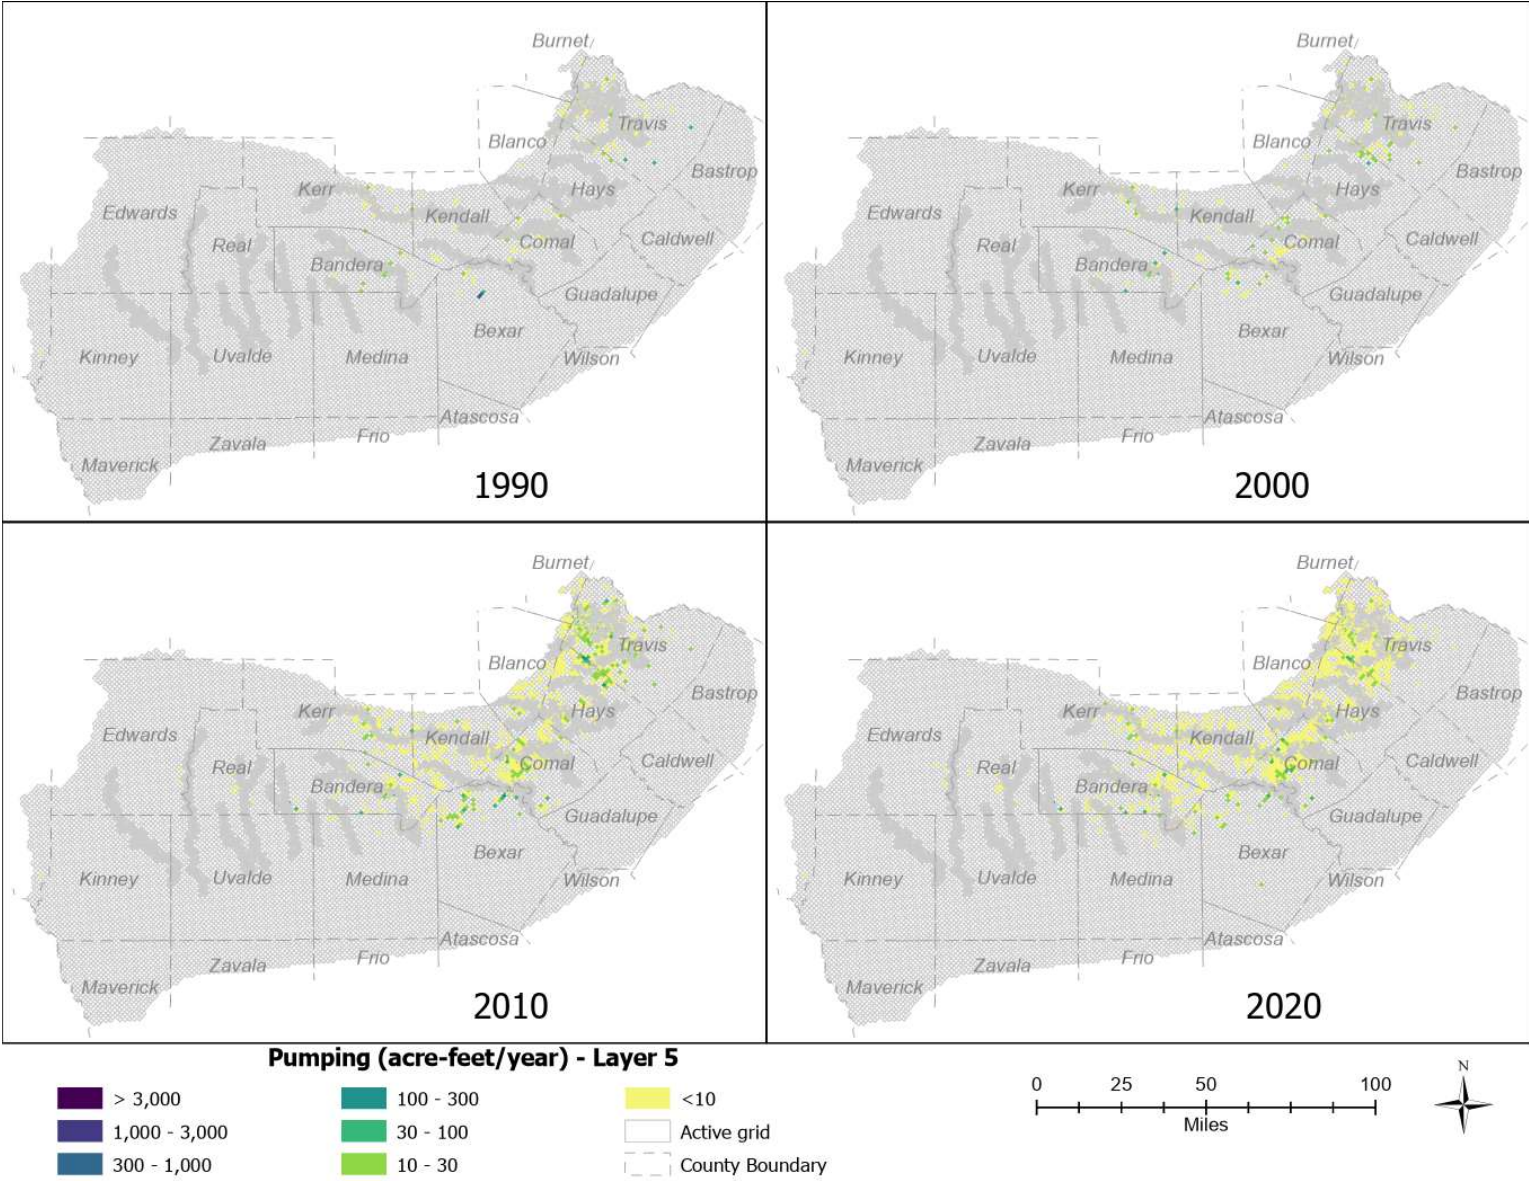 Burnet
Travis
Blanco
Bastrop
Kerr
Hays
Edwards
Kendall
Real
Comal
Caldwell
Bandera
Guadalupe
Bexar
Kinney
Uvalde
Medina
Wilson
Atascosa
Zavala
Frio
Maverick
1990
Burnet
Travis
Blanco
Bastrop
Kerr
Hays
Edwards
Kendall
Real
Comal
Caldwell
Bandera
Guadalupe
Bexar
Kinney
Uvalde
Medina
Wilson
Atascosa
Zavala
Frio
Maverick
2000
Burnet
Travis
Blanco
Bastrop
Kerr
Hays
Edwards
Kendall
Real
Comal
Caldwell
Bandera
Guadalupe
Bexar
Kinney
Uvalde
Medina
Wilson
Atascosa
Zavala
Frio
Maverick
2010
Burnet
Travis
Blanco
Bastrop
Kerr
Hays
Edwards
Kendall
Real
Comal
Caldwell
Bandera
Guadalupe
Bexar
Kinney
Uvalde
Medina
Wilson
Atascosa
Zavala
Frio
Maverick
2020
Pumping (acre-feet/year) - Layer 5
> 3,000
1,000 - 3,000
300 - 1,000
100 - 300
30 - 100
10 - 30
<10
Active grid
County Boundary
0 25 50 100
Miles
N